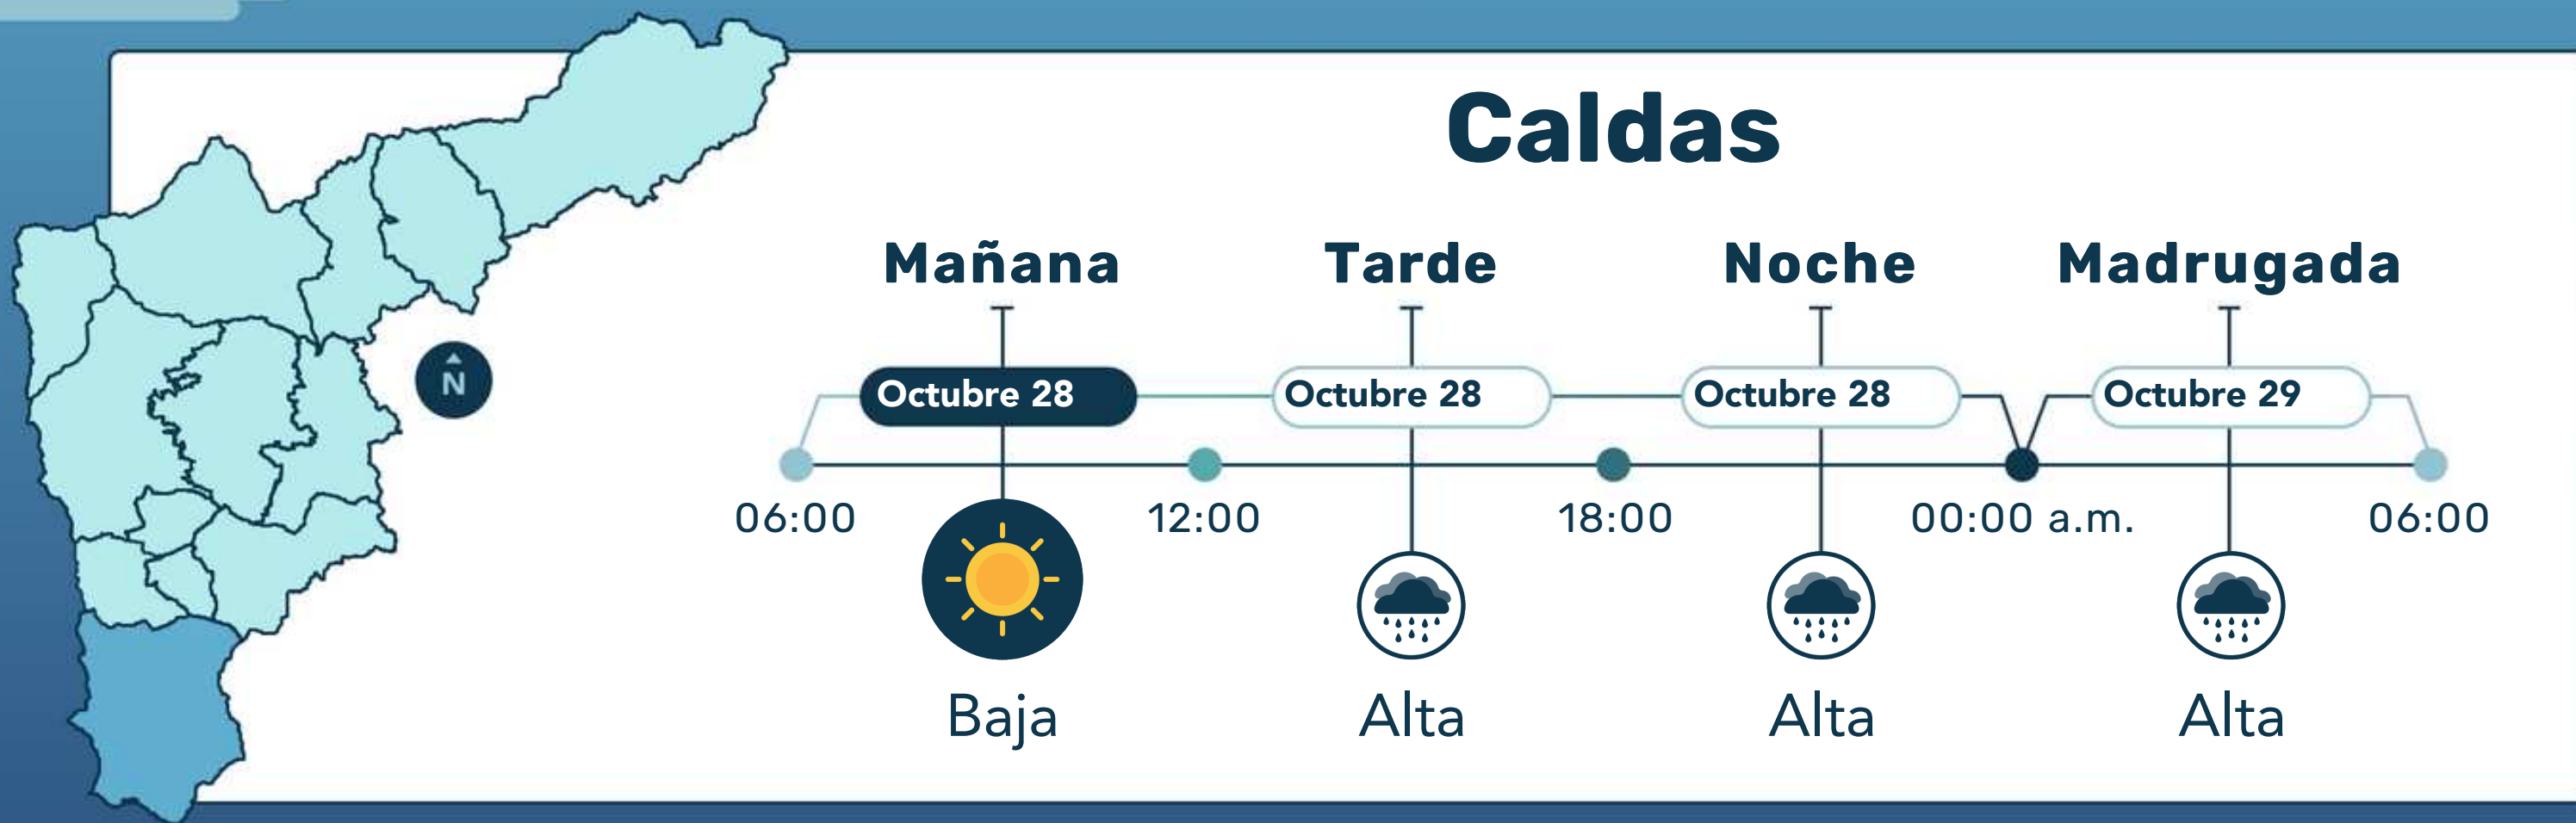 Caldas
Mañana Tarde Noche Madrugada
N
Octubre 28 Octubre 28 Octubre 28 Octubre 29
06:00 12:00 18:00 00:00 a.m. 06:00
Baja Alta Alta Alta